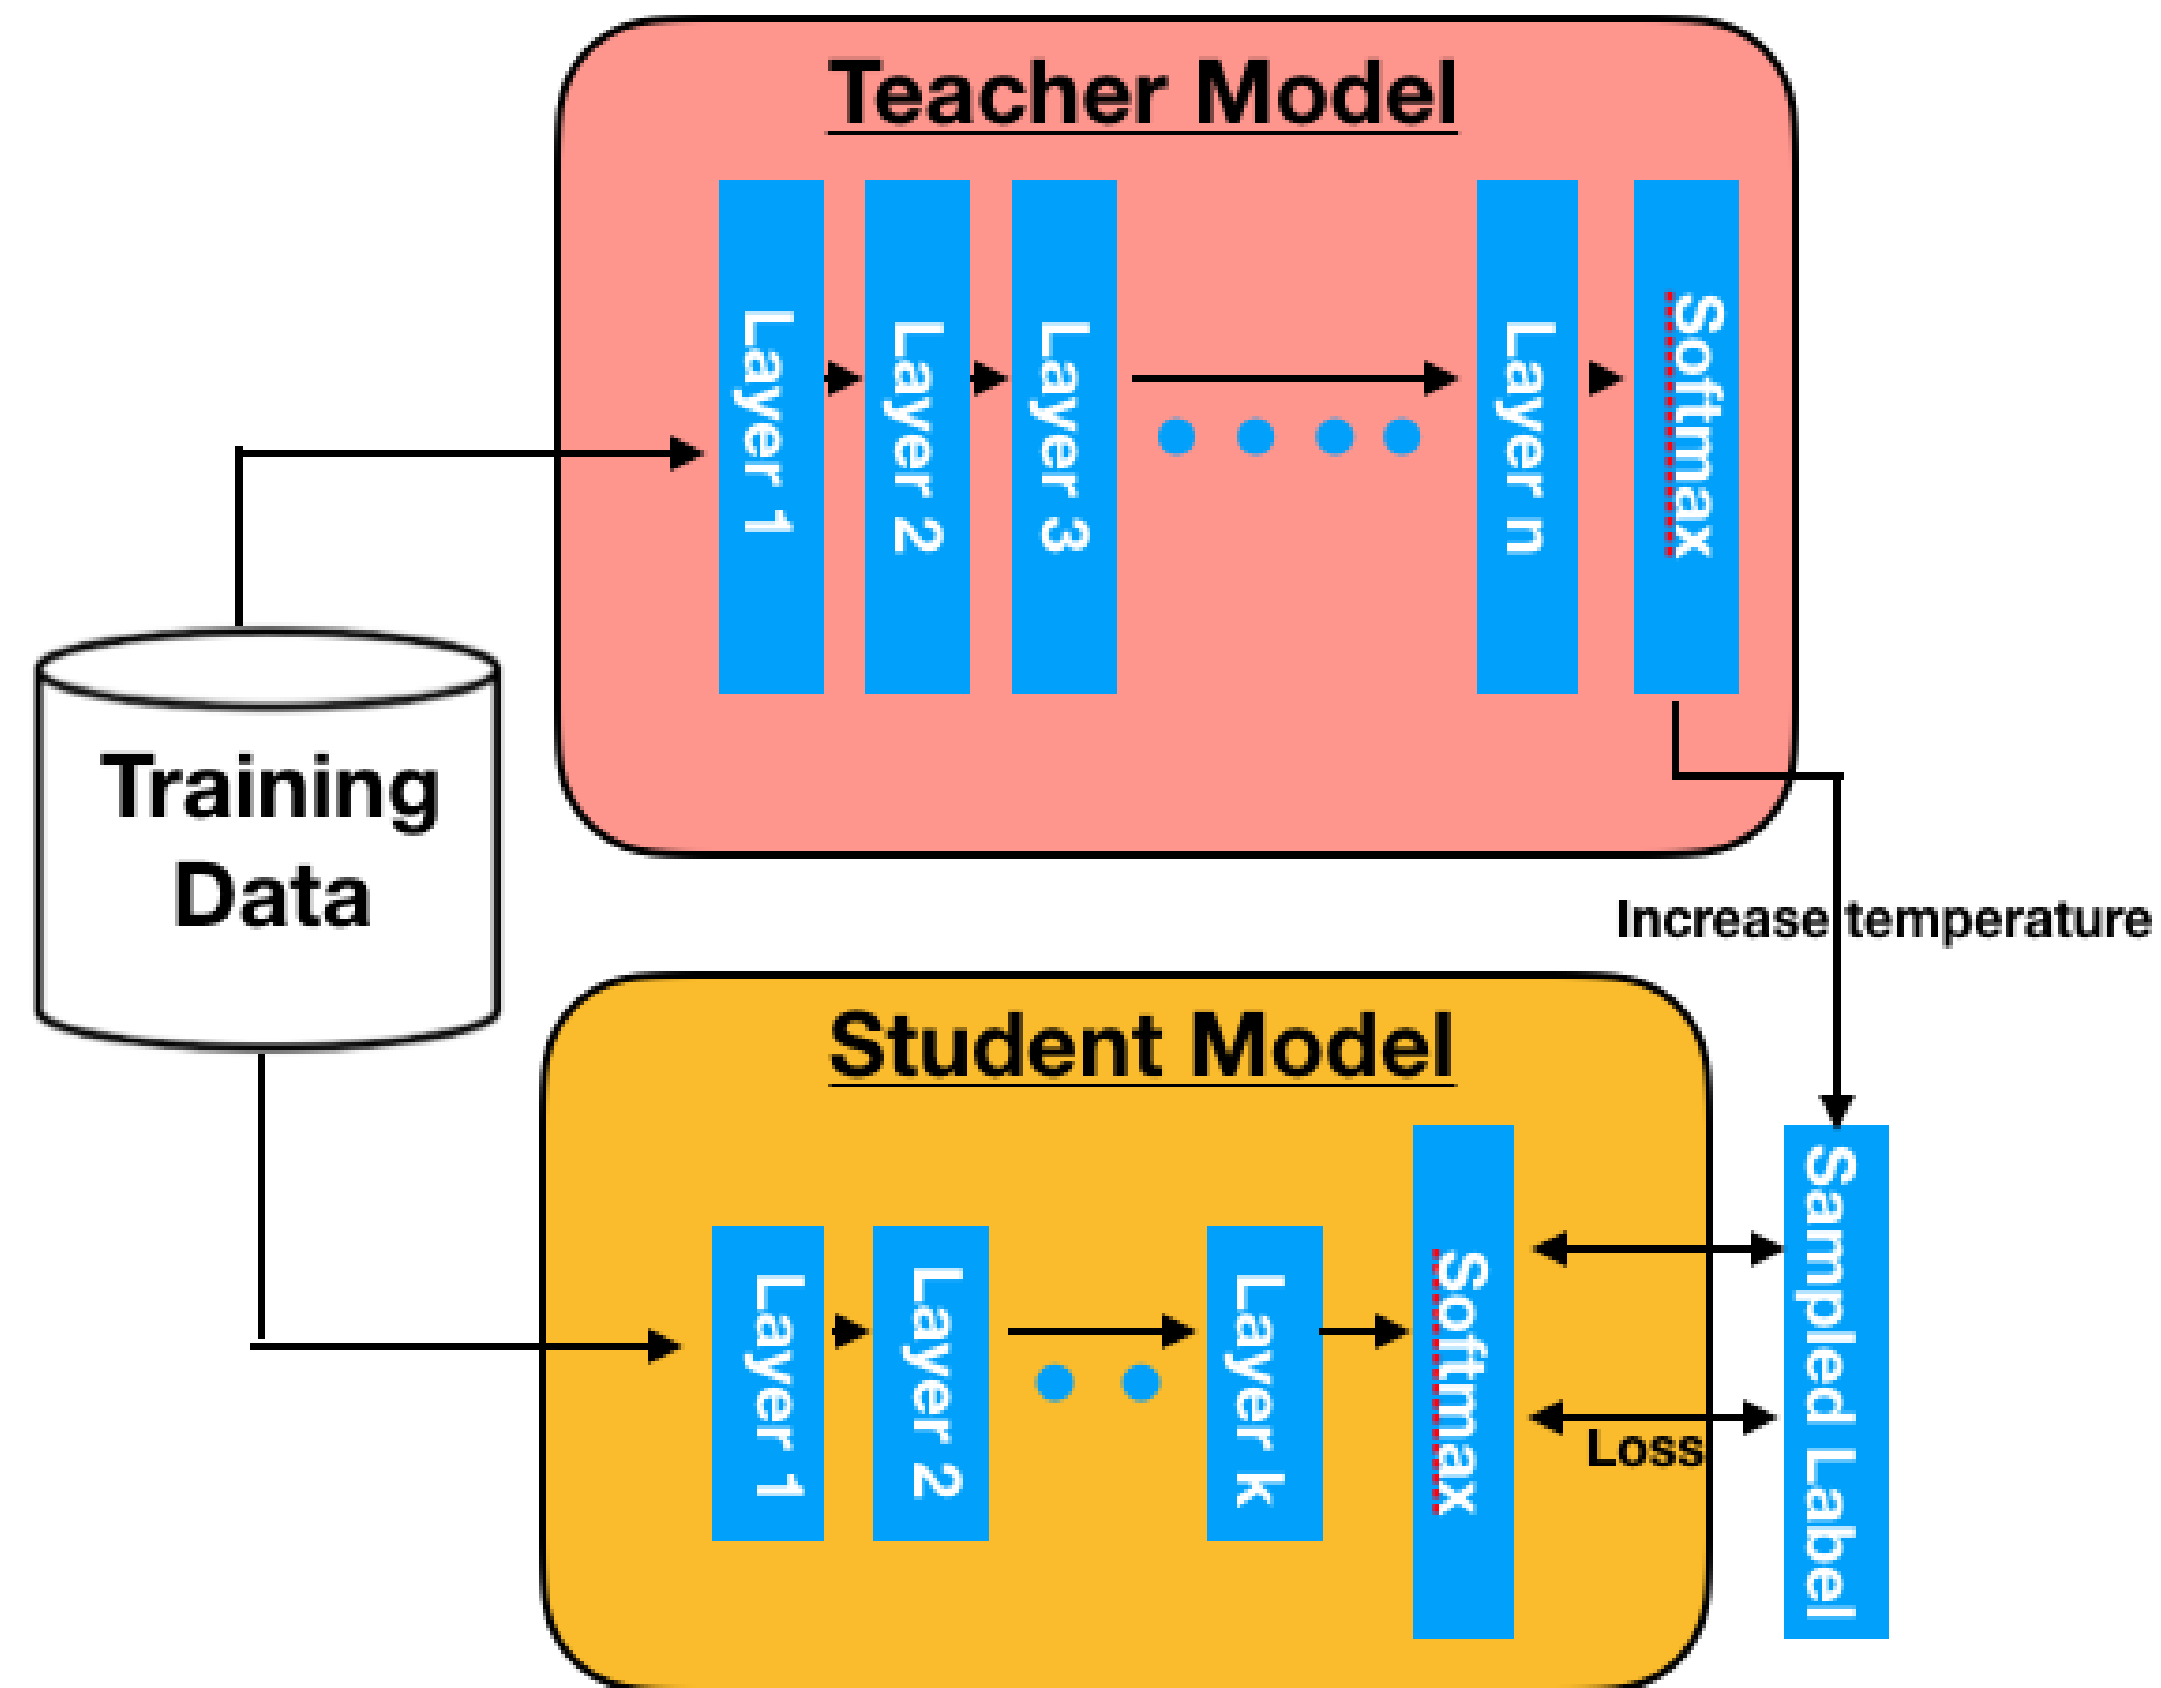 Teacher Model
Layer 1
Layer 2
Layer 3
Layer n
Softmax
Training
Data
Increase temperature
Student Model
Layer 1
Layer 2
Layer k
Softmax
Loss
Sampled Label